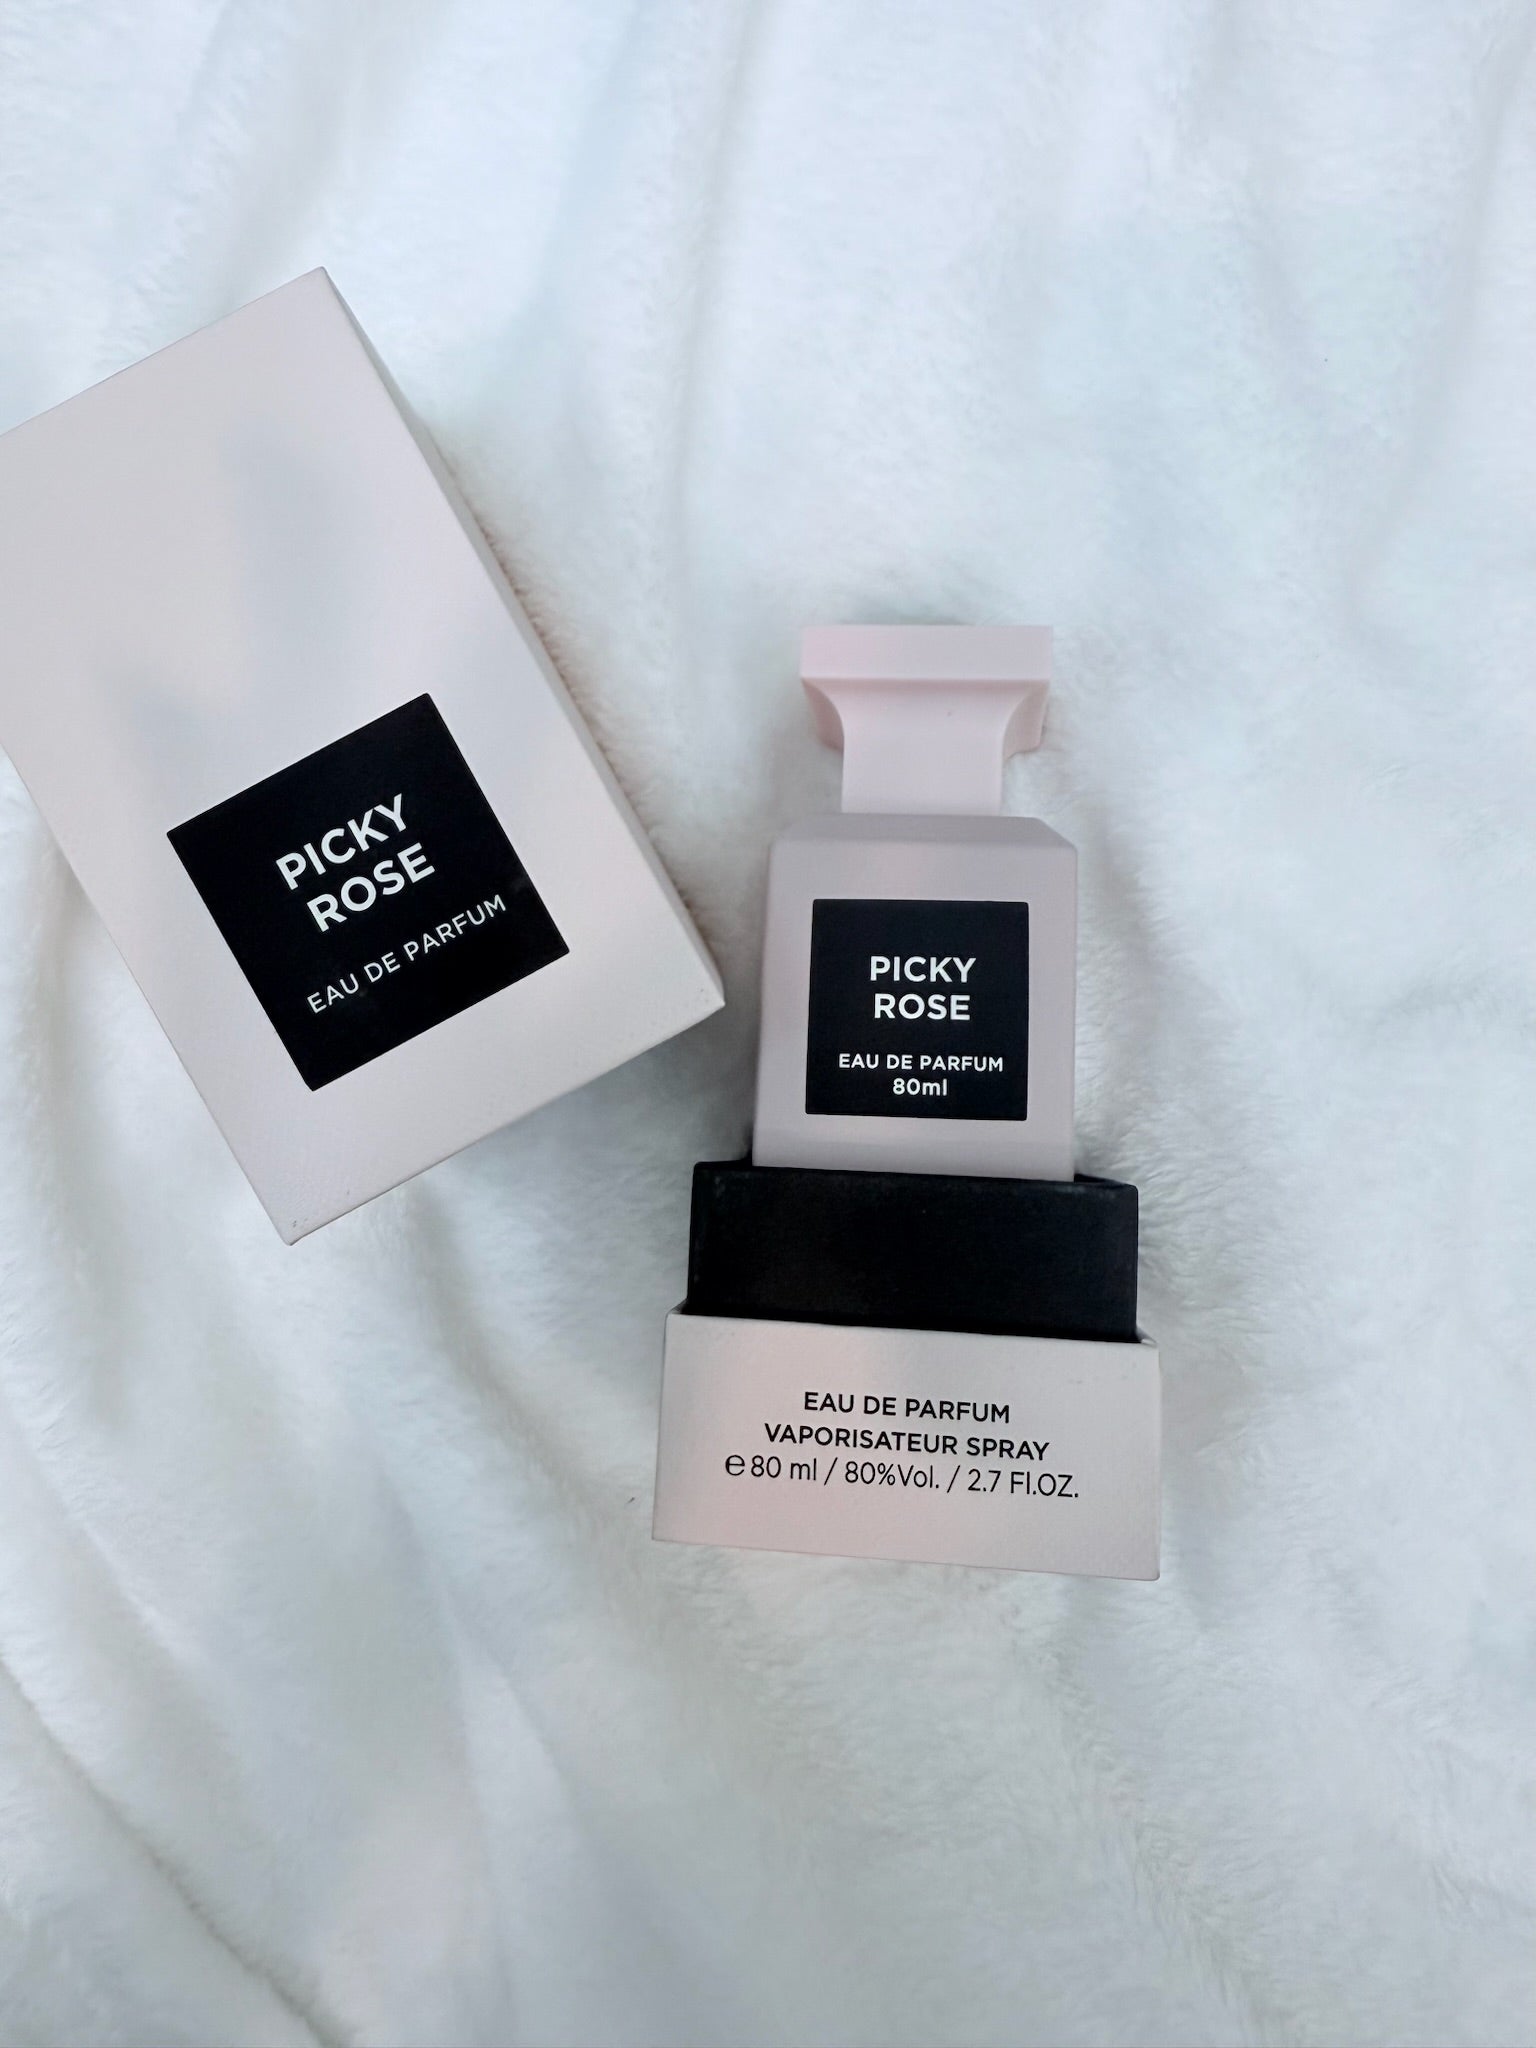 PICKY
ROSE
EAU DE PARFUM
PICKY
ROSE
EAU DE PARFUM
80ml
EAU DE PARFUM
VAPORISATEUR SPRAY
℮80 ml / 80%Vol. / 2.7 Fl.OZ.